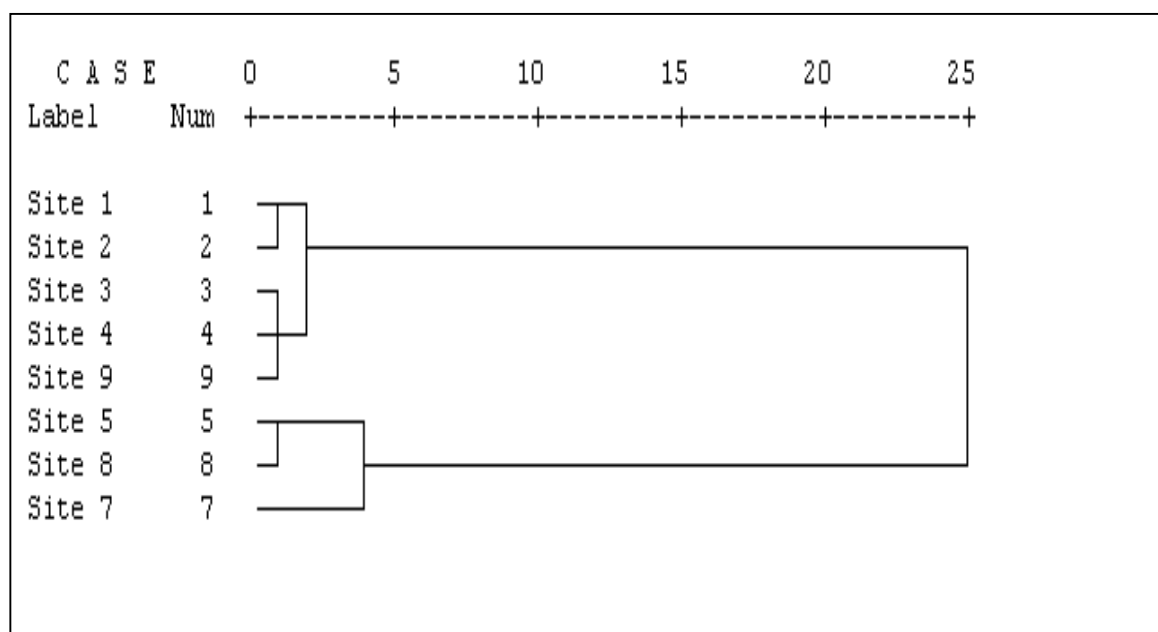 C A S E 0 5 10 15 20 25
Label Num +---------+---------+---------+---------+---------+
Site 1 1
Site 2 2
Site 3 3
Site 4 4
Site 9 9
Site 5 5
Site 8 8
Site 7 7